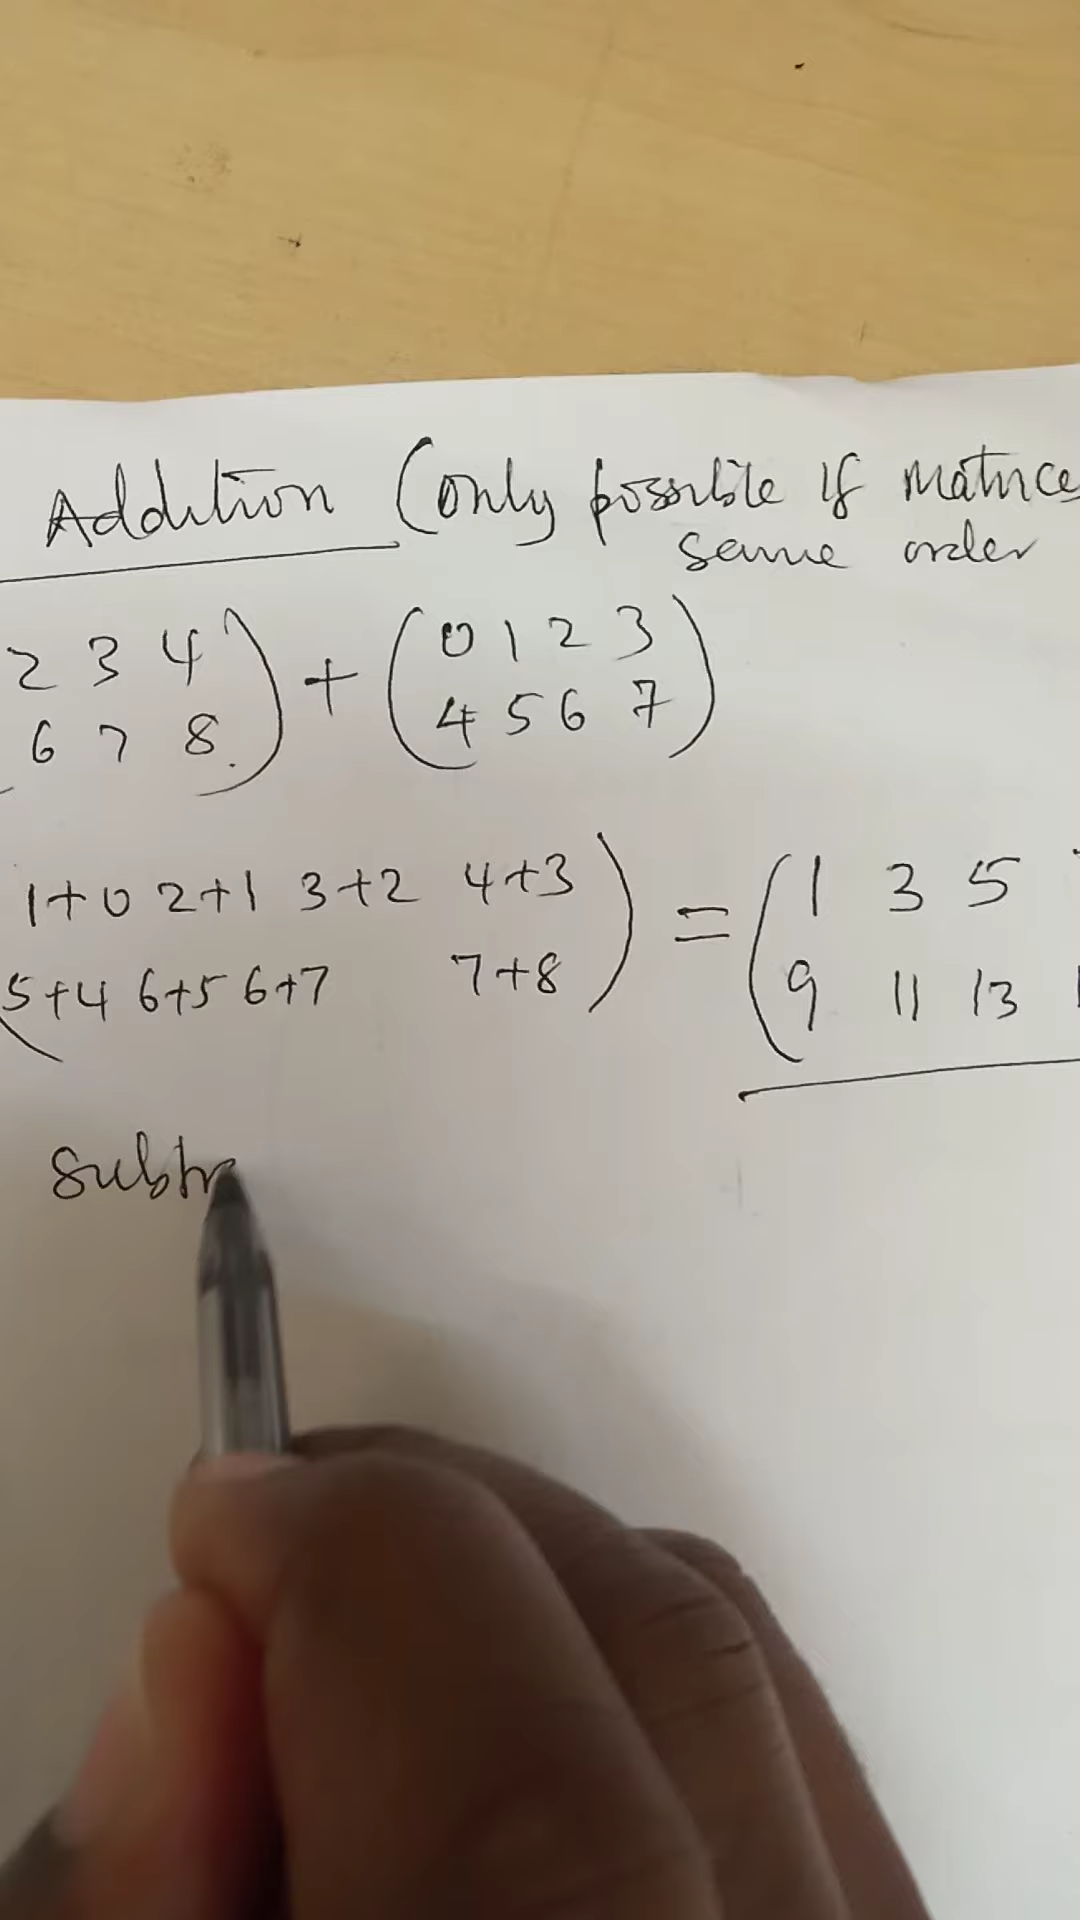 Addition (only possible if matrices
same order
2 3 4 ) + ( 0 1 2 3 )
6 7 8 4 5 6 7
1+0 2+1 3+2 4+3 ) = ( 1 3 5
5+4 6+5 6+7 7+8 9 11 13 1
Subtr